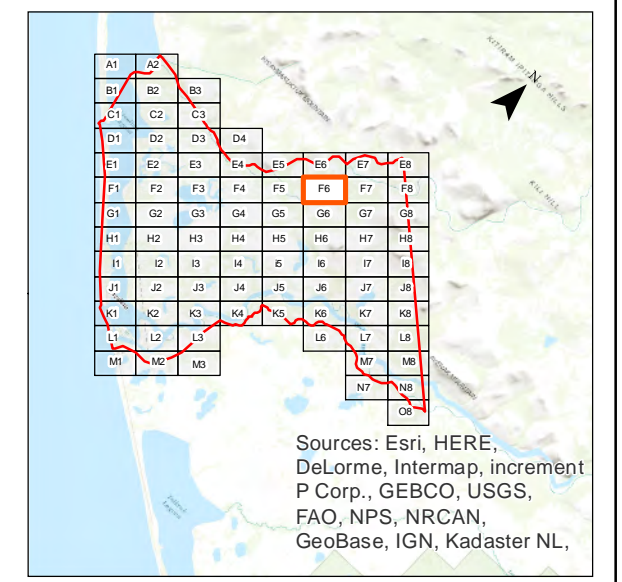 KITIRAM IPIENGA HILLS
N
A1 A2
B1 B2 B3
C1 C2 C3
D1 D2 D3 D4
E1 E2 E3 E4 E5 E6 E7 E8
F1 F2 F3 F4 F5 F6 F7 F8
KILI HILL
G1 G2 G3 G4 G5 G6 G7 G8
H1 H2 H3 H4 H5 H6 H7 H8
I1 I2 I3 I4 i5 I6 I7 I8
J1 J2 J3 J4 J5 J6 J7 J8
K1 K2 K3 K4 K5 K6 K7 K8
L1 L2 L3 L6 L7 L8
M1 M2 M3 M7 M8
N7 N8
O8
Sources: Esri, HERE,
DeLorme, Intermap, increment
P Corp., GEBCO, USGS,
FAO, NPS, NRCAN,
GeoBase, IGN, Kadaster NL,